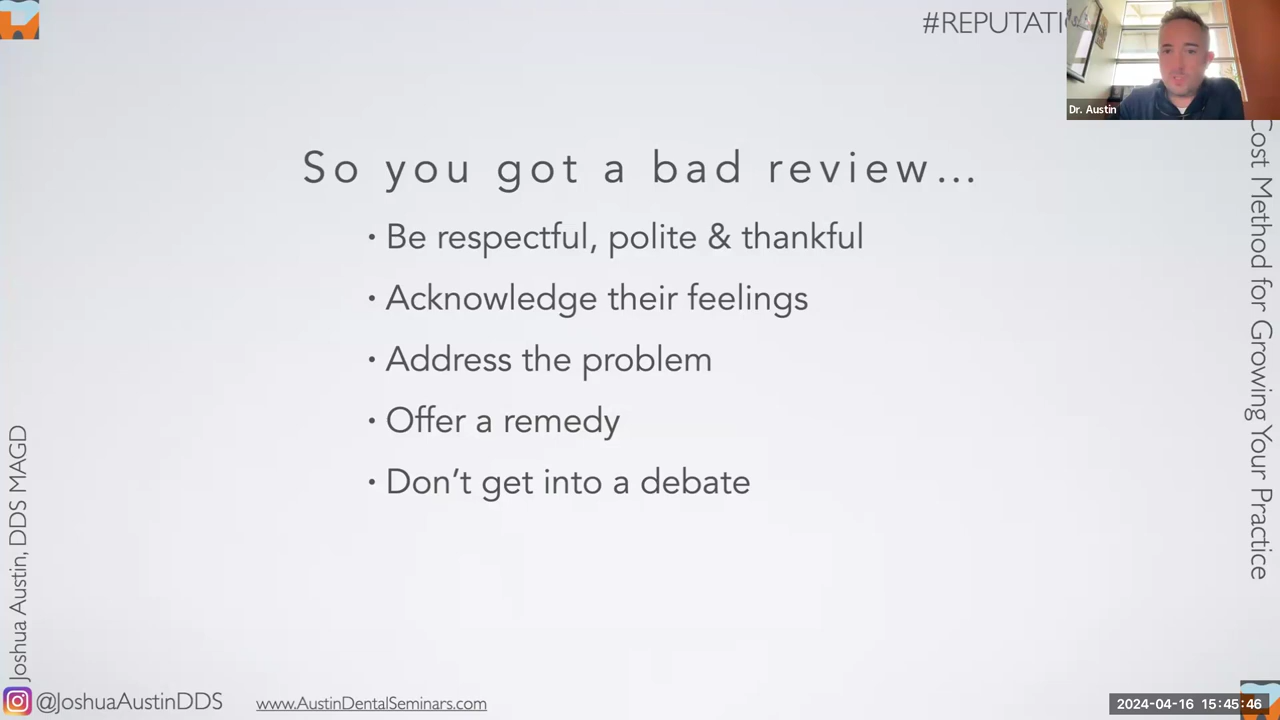 #REPUTATI
Dr. Austin
So you got a bad review...
• Be respectful, polite & thankful
• Acknowledge their feelings
• Address the problem
• Offer a remedy
• Don't get into a debate
Cost Method for Growing Your Practice
Joshua Austin, DDS MAGD
@JoshuaAustinDDS
www.AustinDentalSeminars.com
2024-04-16 15:45:46